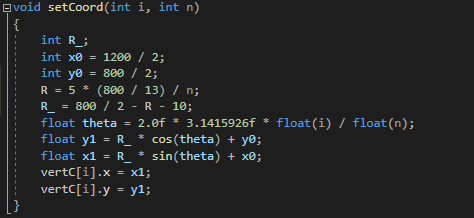 void setCoord(int i, int n)
{
    int R_;
    int x0 = 1200 / 2;
    int y0 = 800 / 2;
    R = 5 * (800 / 13) / n;
    R_ = 800 / 2 - R - 10;
    float theta = 2.0f * 3.1415926f * float(i) / float(n);
    float y1 = R_ * cos(theta) + y0;
    float x1 = R_ * sin(theta) + x0;
    vertC[i].x = x1;
    vertC[i].y = y1;
}